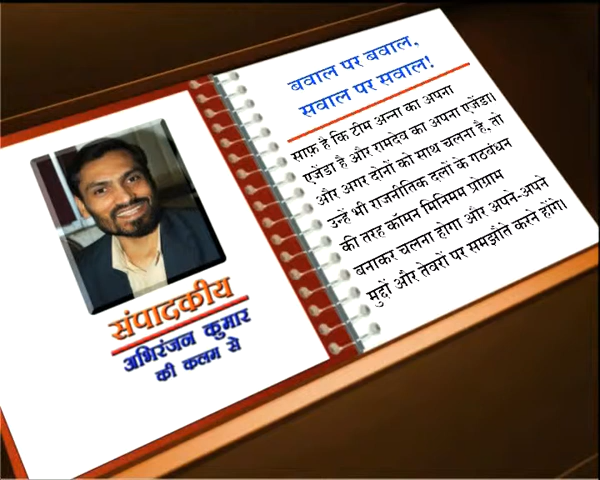 संपादकीय
अभिरंजन कुमार
की कलम से
बवाल पर बवाल,
सवाल पर सवाल!
साफ़ है कि टीम अन्ना का अपना
एजेंडा है और रामदेव का अपना एजेंडा।
और अगर दोनों को साथ चलना है, तो
उन्हें भी राजनीतिक दलों के गठबंधन
की तरह कॉमन मिनिमम प्रोग्राम
बनाकर चलना होगा और अपने-अपने
मुद्दों और तेवरों पर समझौते करने होंगे।